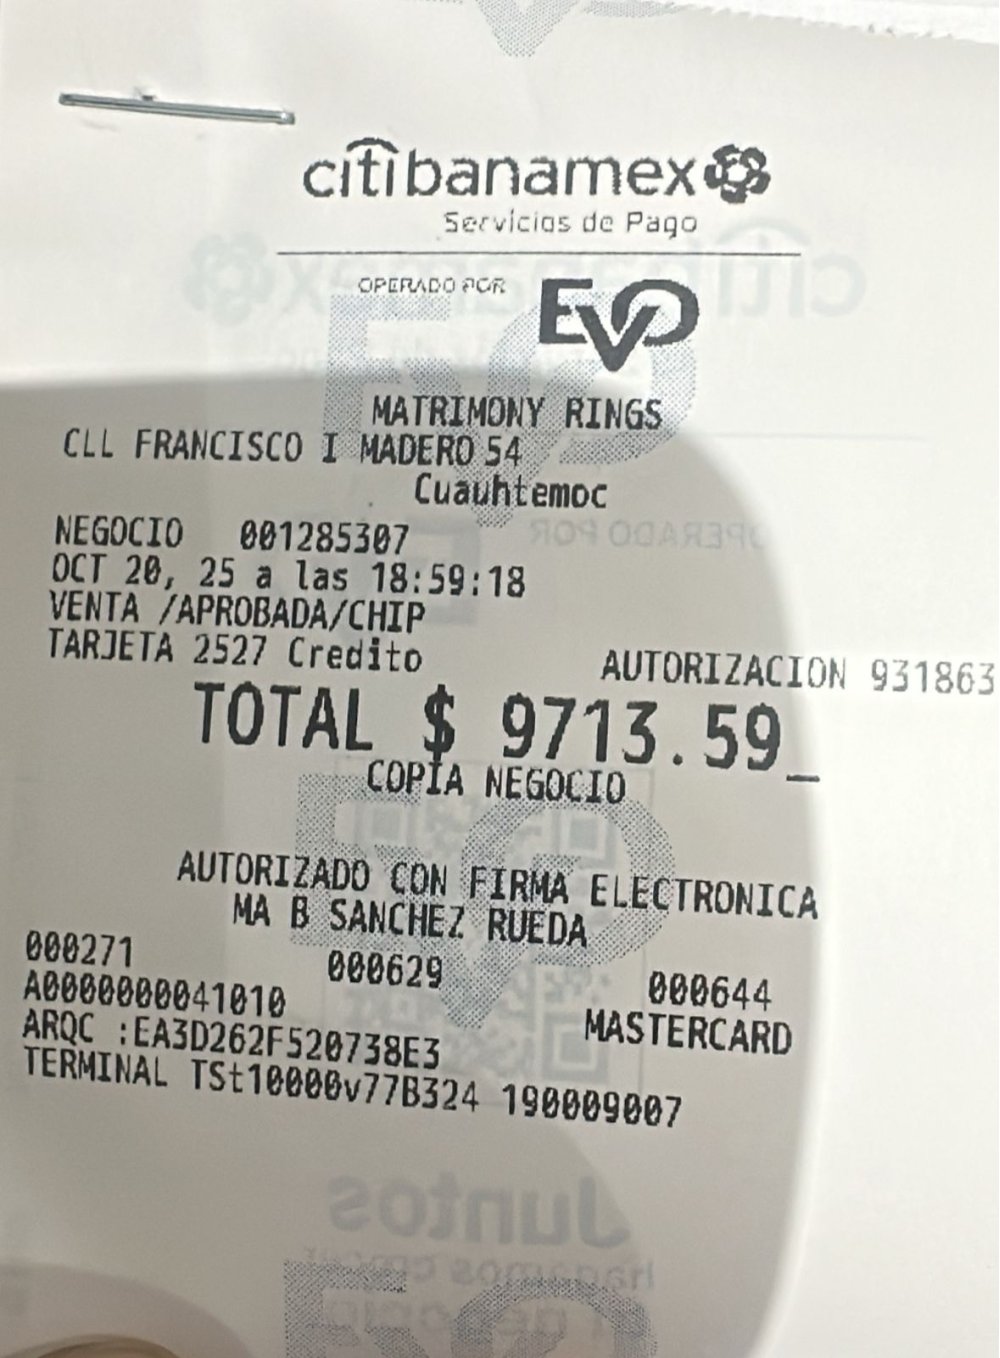 citibanamex
Servicios de Pago
OPERADO POR EVO
MATRIMONY RINGS
CLL FRANCISCO I MADERO 54
Cuauhtemoc
NEGOCIO 001285307
OCT 20, 25 a las 18:59:18
VENTA /APROBADA/CHIP
TARJETA 2527 Credito AUTORIZACION 931863
TOTAL $ 9713.59_
COPIA NEGOCIO
AUTORIZADO CON FIRMA ELECTRONICA
MA B SANCHEZ RUEDA
000271 000629 000644
A0000000041010 MASTERCARD
ARQC :EA3D262F520738E3
TERMINAL TSt10000v77B324 190009007
Juntos